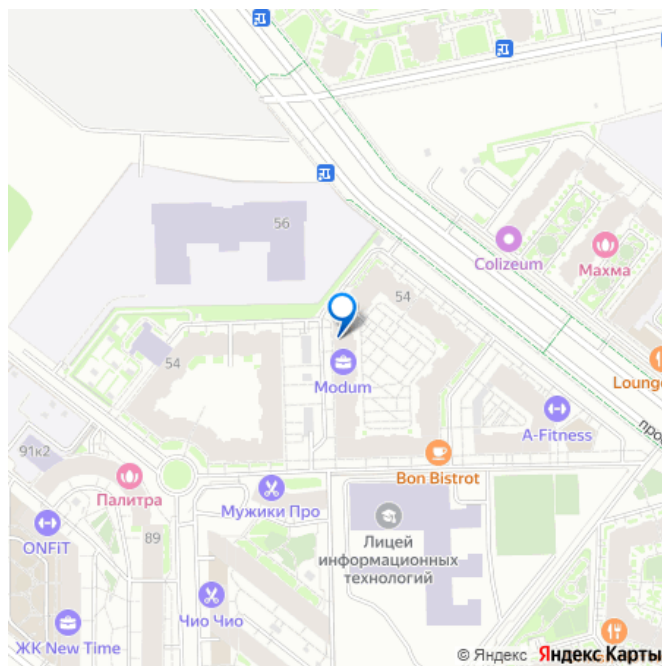 56
Colizeum
Махма
54
54
Modum
Lounge
A-Fitness
91к2
Bon Bistrot
Палитра
Мужики Про
ONFiT
89
Лицей
информационных
технологий
Чио Чио
ЖК New Time
© Яндекс Яндекс Карты